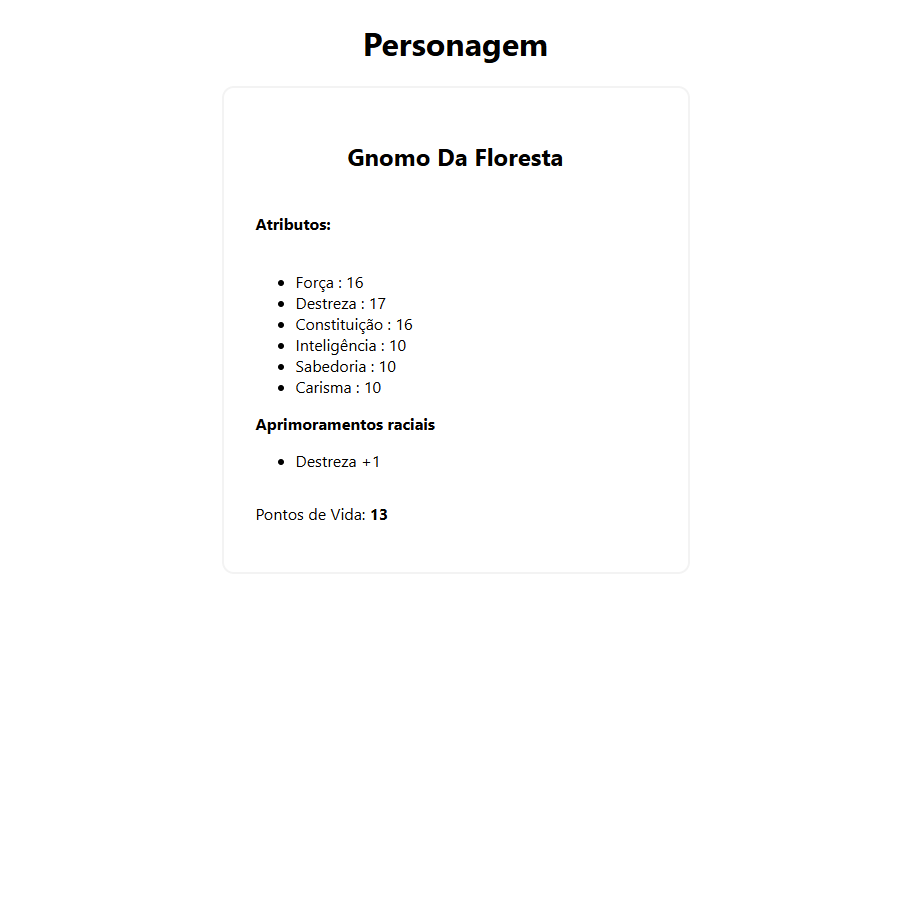 Personagem
Gnomo Da Floresta
Atributos:
Força : 16
Destreza : 17
Constituição : 16
Inteligência : 10
Sabedoria : 10
Carisma : 10
Aprimoramentos raciais
Destreza +1
Pontos de Vida: 13